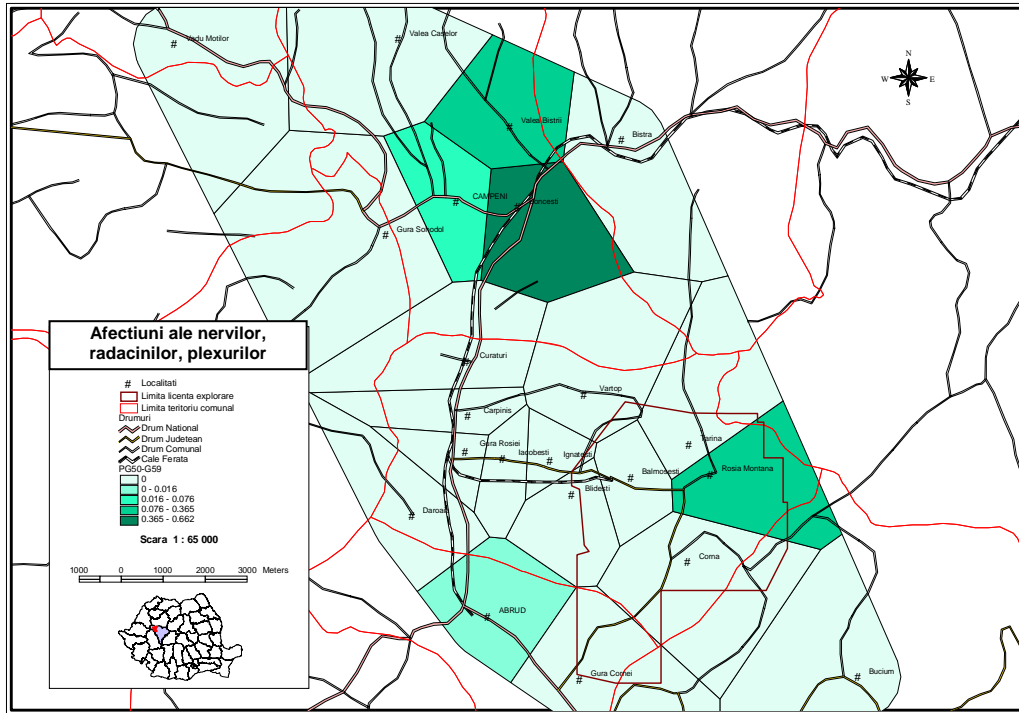 Vadu Motilor
Valea Caselor
N
W E
S
Valea Bistrii
Bistra
CAMPENI
Boncesti
Gura Sohodol
Afectiuni ale nervilor,
radacinilor, plexurilor
# Localitati
Limita licenta explorare
Limita teritoriu comunal
Drumuri
Drum National
Drum Judetean
Drum Comunal
Cale Ferata
PG50-G59
0
0 - 0.016
0.016 - 0.076
0.076 - 0.365
0.365 - 0.662
Scara 1 : 65 000
1000 0 1000 2000 3000 Meters
Curaturi
Vartop
Carpinis
Tarina
Gura Rosiei
Iacobesti
Ignatesti
Balmosesti
Rosia Montana
Blidesti
Daroaia
Corna
ABRUD
Gura Cornei
Bucium